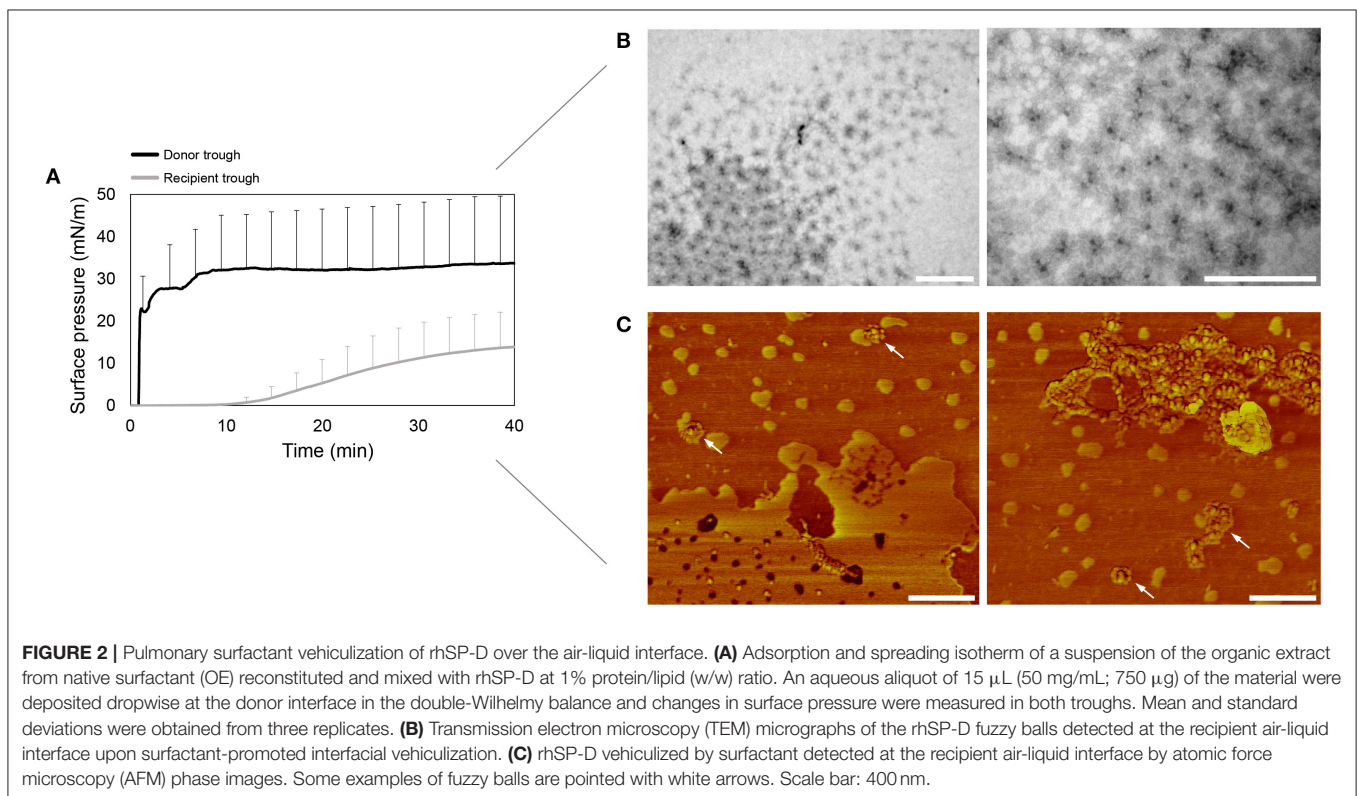 B
Donor trough
Recipient trough
A
50
40
30
20
10
0
Surface pressure (mN/m)
0 10 20 30 40
Time (min)
C
FIGURE 2 | Pulmonary surfactant vehiculization of rhSP-D over the air-liquid interface. (A) Adsorption and spreading isotherm of a suspension of the organic extract
from native surfactant (OE) reconstituted and mixed with rhSP-D at 1% protein/lipid (w/w) ratio. An aqueous aliquot of 15 μL (50 mg/mL; 750 μg) of the material were
deposited dropwise at the donor interface in the double-Wilhelmy balance and changes in surface pressure were measured in both troughs. Mean and standard
deviations were obtained from three replicates. (B) Transmission electron microscopy (TEM) micrographs of the rhSP-D fuzzy balls detected at the recipient air-liquid
interface upon surfactant-promoted interfacial vehiculization. (C) rhSP-D vehiculized by surfactant detected at the recipient air-liquid interface by atomic force
microscopy (AFM) phase images. Some examples of fuzzy balls are pointed with white arrows. Scale bar: 400 nm.